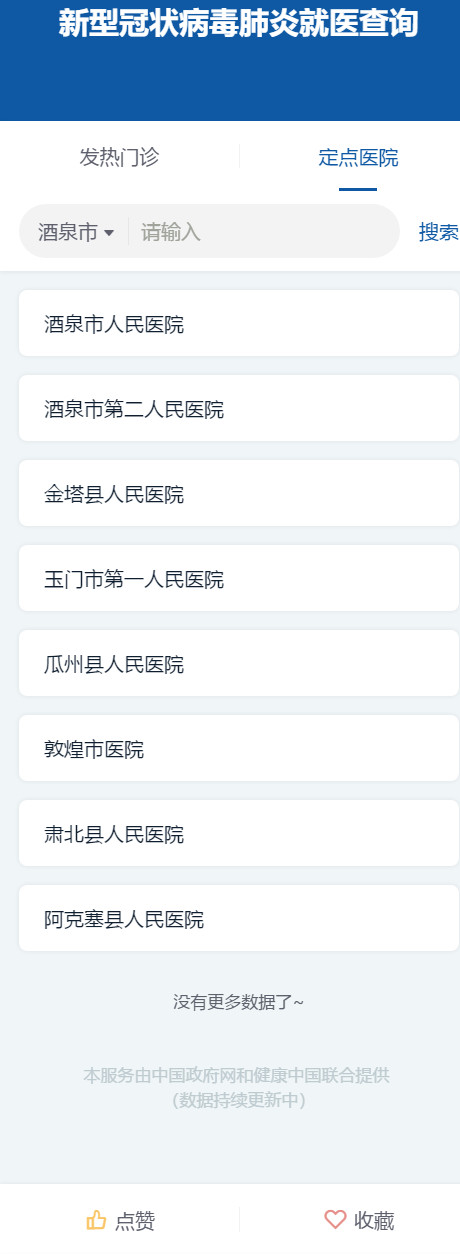 新型冠状病毒肺炎就医查询
发热门诊
定点医院
酒泉市
请输入
搜索
酒泉市人民医院
酒泉市第二人民医院
金塔县人民医院
玉门市第一人民医院
瓜州县人民医院
敦煌市医院
肃北县人民医院
阿克塞县人民医院
没有更多数据了~
本服务由中国政府网和健康中国联合提供
（数据持续更新中）
点赞
收藏